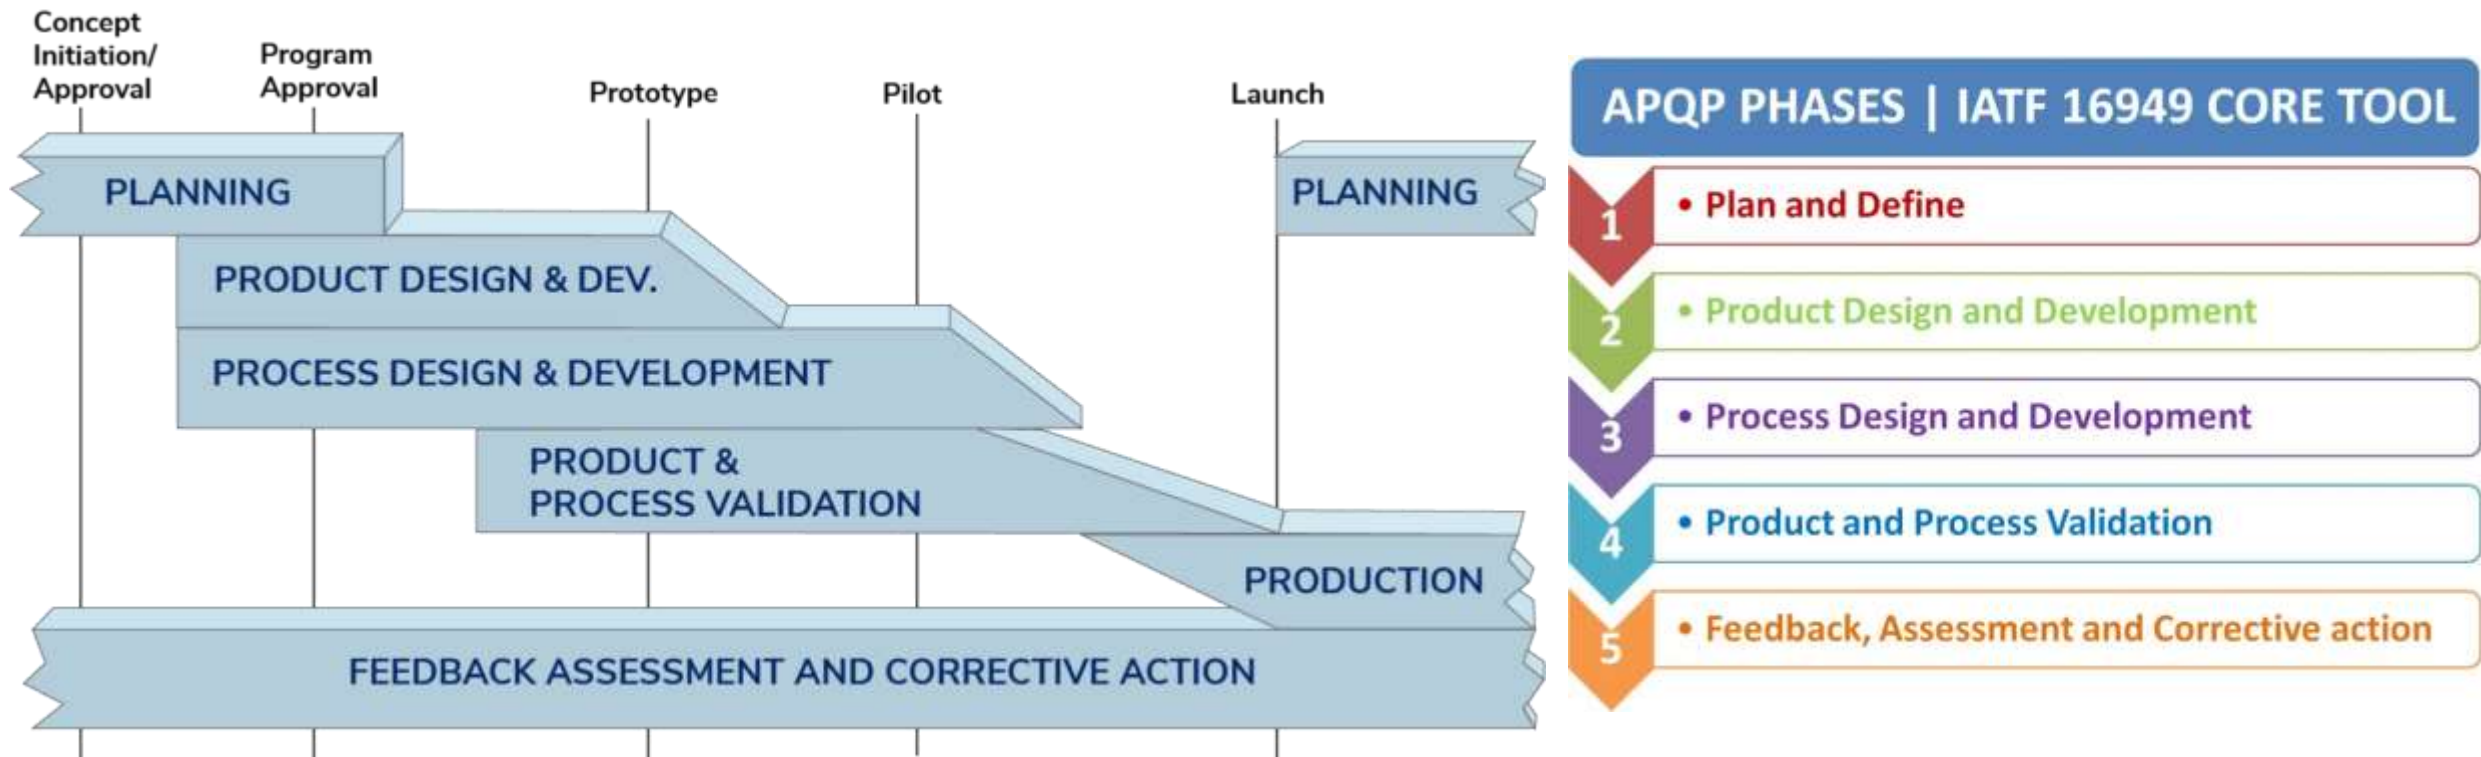 Concept
Initiation/
Approval
Program
Approval
Prototype
Pilot
Launch
PLANNING
PLANNING
PRODUCT DESIGN & DEV.
PROCESS DESIGN & DEVELOPMENT
PRODUCT &
PROCESS VALIDATION
PRODUCTION
FEEDBACK ASSESSMENT AND CORRECTIVE ACTION
APQP PHASES | IATF 16949 CORE TOOL
1
• Plan and Define
2
• Product Design and Development
3
• Process Design and Development
4
• Product and Process Validation
5
• Feedback, Assessment and Corrective action